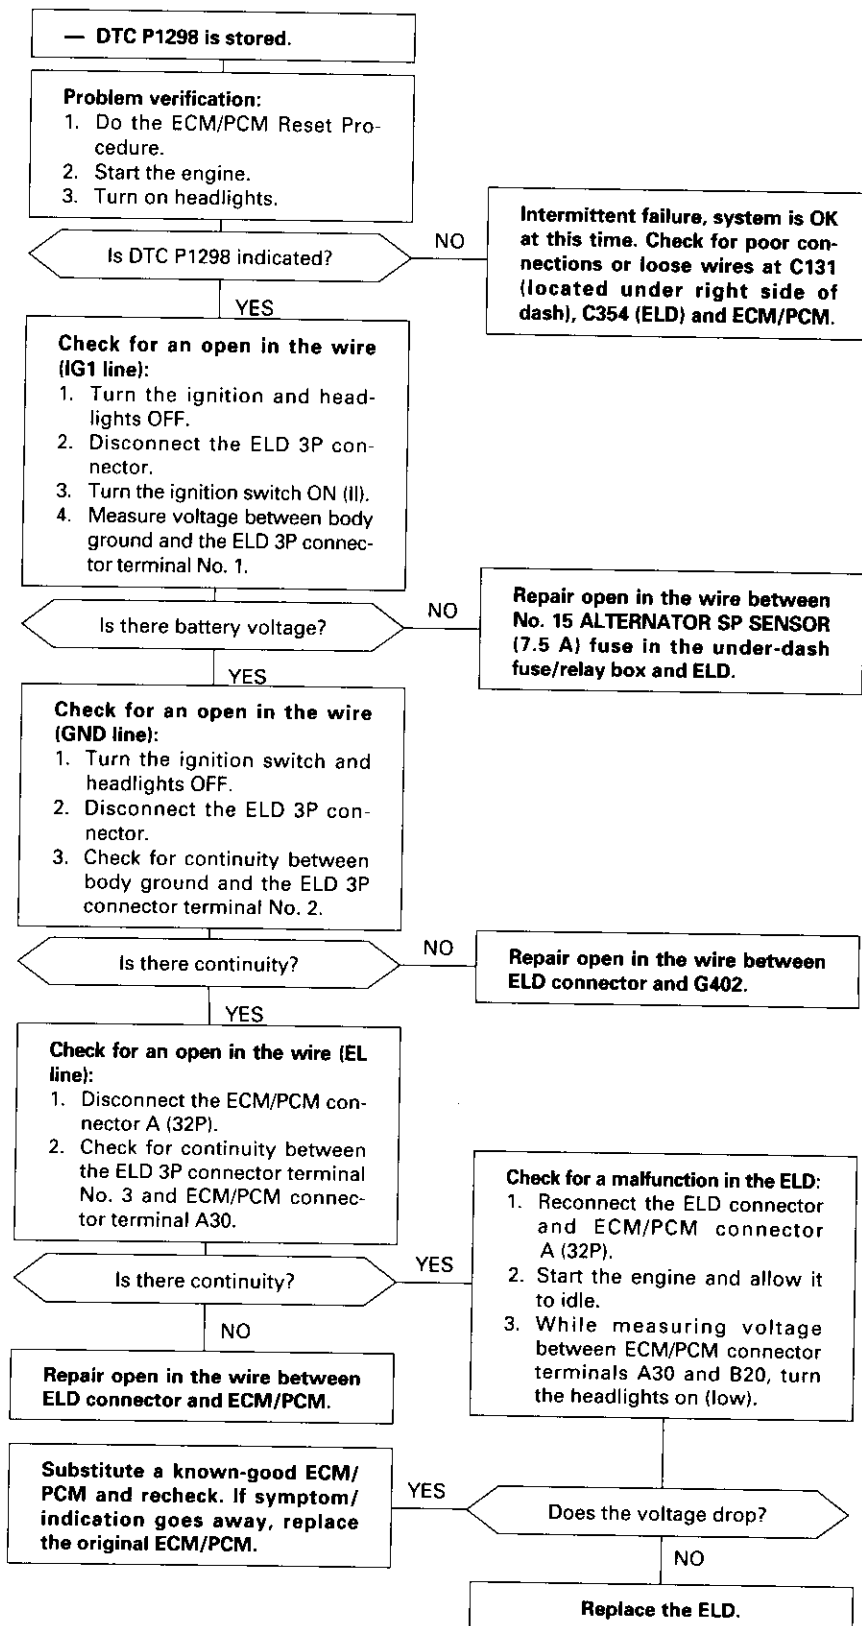 — DTC P1298 is stored.
Problem verification:
1. Do the ECM/PCM Reset Pro-
cedure.
2. Start the engine.
3. Turn on headlights.
Is DTC P1298 indicated?
NO
Intermittent failure, system is OK
at this time. Check for poor con-
nections or loose wires at C131
(located under right side of
dash), C354 (ELD) and ECM/PCM.
YES
Check for an open in the wire
(IG1 line):
1. Turn the ignition and head-
lights OFF.
2. Disconnect the ELD 3P con-
nector.
3. Turn the ignition switch ON (II).
4. Measure voltage between body
ground and the ELD 3P connec-
tor terminal No. 1.
Is there battery voltage?
NO
Repair open in the wire between
No. 15 ALTERNATOR SP SENSOR
(7.5 A) fuse in the under-dash
fuse/relay box and ELD.
YES
Check for an open in the wire
(GND line):
1. Turn the ignition switch and
headlights OFF.
2. Disconnect the ELD 3P con-
nector.
3. Check for continuity between
body ground and the ELD 3P
connector terminal No. 2.
Is there continuity?
NO
Repair open in the wire between
ELD connector and G402.
YES
Check for an open in the wire (EL
line):
1. Disconnect the ECM/PCM con-
nector A (32P).
2. Check for continuity between
the ELD 3P connector terminal
No. 3 and ECM/PCM connec-
tor terminal A30.
Is there continuity?
YES
Check for a malfunction in the ELD:
1. Reconnect the ELD connector
and ECM/PCM connector
A (32P).
2. Start the engine and allow it
to idle.
3. While measuring voltage
between ECM/PCM connector
terminals A30 and B20, turn
the headlights on (low).
NO
Repair open in the wire between
ELD connector and ECM/PCM.
Does the voltage drop?
YES
Substitute a known-good ECM/
PCM and recheck. If symptom/
indication goes away, replace
the original ECM/PCM.
NO
Replace the ELD.